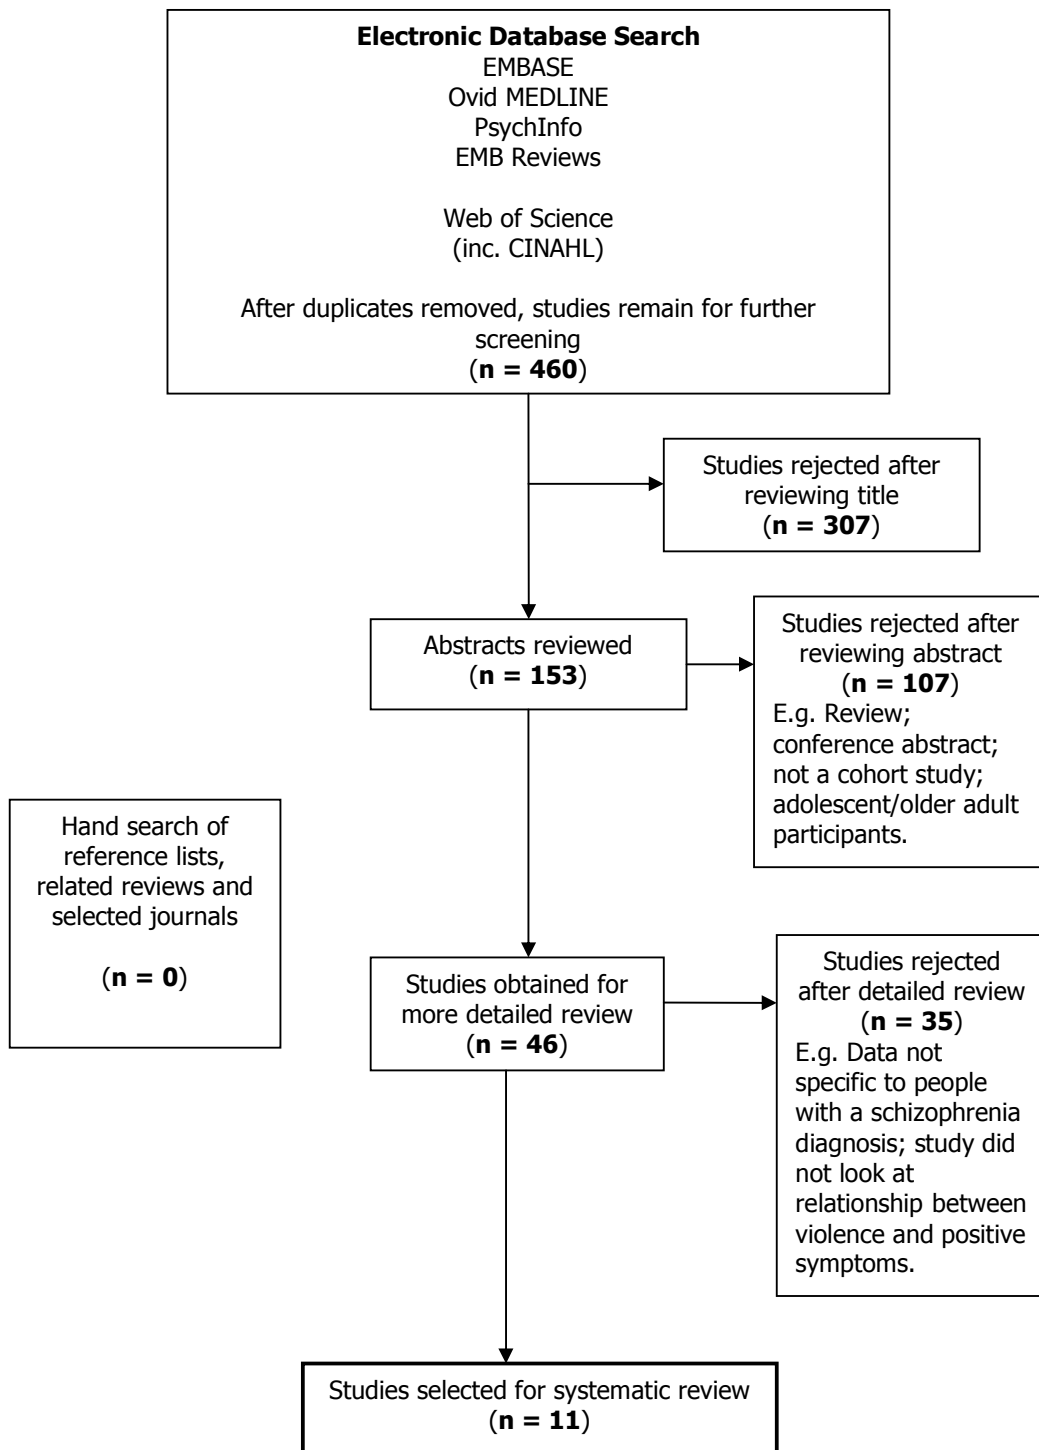 Electronic Database Search
EMBASE
Ovid MEDLINE
PsychInfo
EMB Reviews
Web of Science
(inc. CINAHL)
After duplicates removed, studies remain for further
screening
(n = 460)
Studies rejected after
reviewing title
(n = 307)
Abstracts reviewed
(n = 153)
Studies rejected after
reviewing abstract
(n = 107)
E.g. Review;
conference abstract;
not a cohort study;
adolescent/older adult
participants.
Hand search of
reference lists,
related reviews and
selected journals
(n = 0)
Studies obtained for
more detailed review
(n = 46)
Studies rejected
after detailed review
(n = 35)
E.g. Data not
specific to people
with a schizophrenia
diagnosis; study did
not look at
relationship between
violence and positive
symptoms.
Studies selected for systematic review
(n = 11)